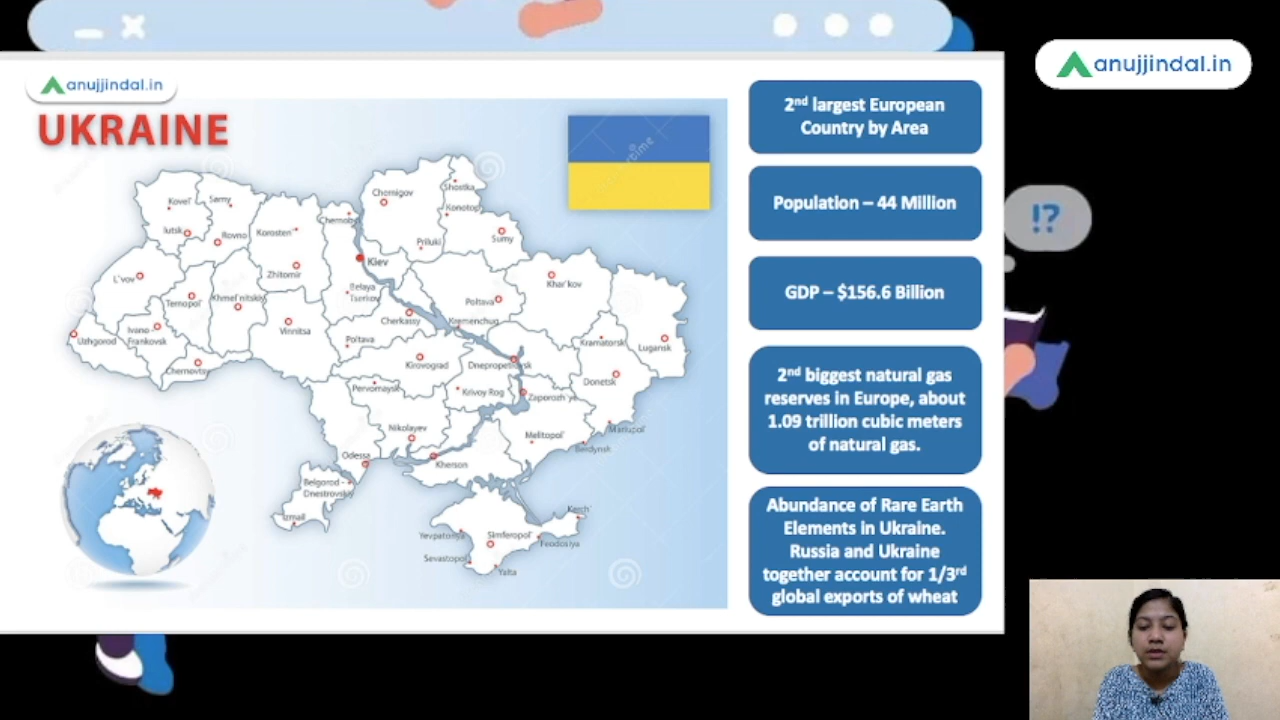 anujjindal.in
anujjindal.in
UKRAINE
2nd largest European
Country by Area
Population – 44 Million
GDP – $156.6 Billion
2nd biggest natural gas
reserves in Europe, about
1.09 trillion cubic meters
of natural gas.
Abundance of Rare Earth
Elements in Ukraine.
Russia and Ukraine
together account for 1/3rd
global exports of wheat
!?
Kovel'
Sarny
Chernigov
Shostka
Konotop
lutsk
Rovno
Korosten'
Priluki
Sumy
Kiev
L'vov
Zhitomir
Khar'kov
Ternopol'
Khmel'nitskiy
Belaya
Tserkov
Poltava
Cherkassy
Kremenchug
Uzhgorod
Ivano
Frankovsk
Vinnitsa
Poltava
Kramatorsk
Lugansk
Chernovtsy
Kirovograd
Donetsk
Pervomaysk
Krivoy Rog
Nikolayev
Melitopol'
Mariupol'
Berdynsk
Odessa
Kherson
Belgorod -
Dnestrovskiy
Izmail
Kerch'
Yevpatoriya
Simferopol'
Feodosiya
Sevastopol
Yalta